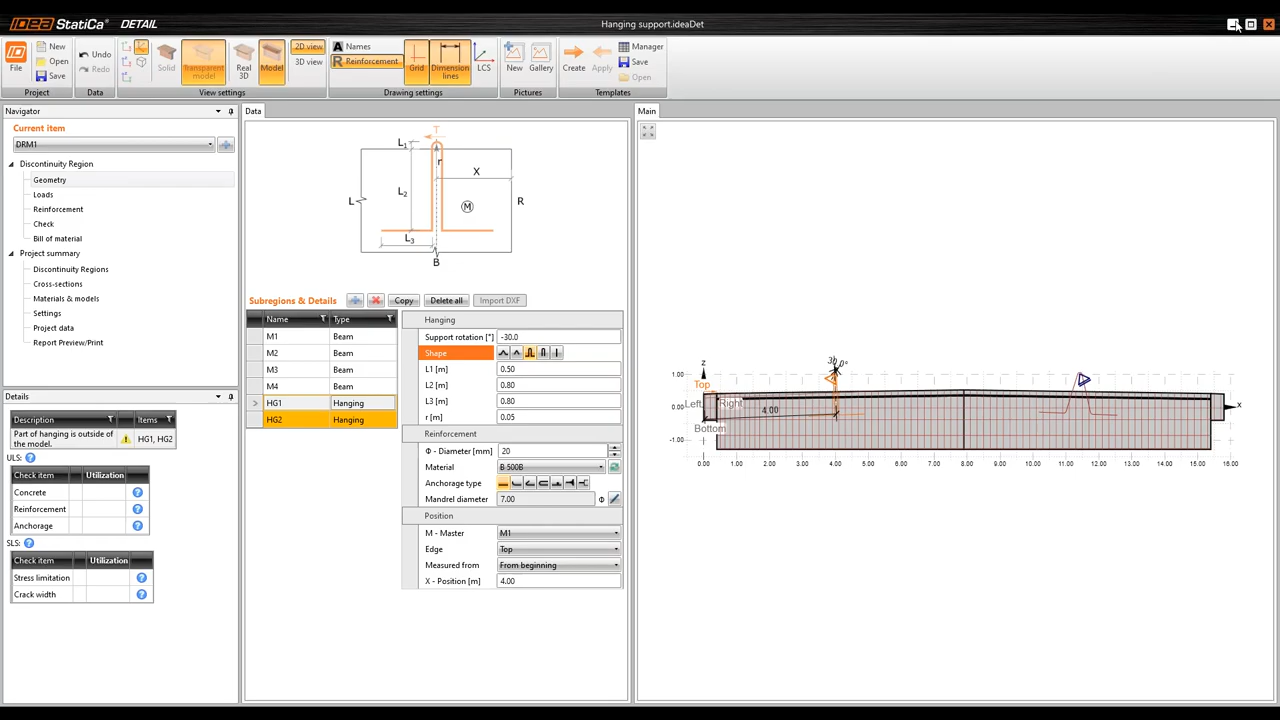 IDEA StatiCa® DETAIL
Hanging support.ideaDet
File
New
Open
Save
Project
Undo
Redo
Data
Solid
Transparent model
Real 3D
Model
2D view
3D view
View settings
A Names
R Reinforcement
Grid
Dimension lines
LCS
Drawing settings
New
Gallery
Pictures
Create
Apply
Manager
Save
Open
Templates
Navigator
Current item
DRM1
Discontinuity Region
Geometry
Loads
Reinforcement
Check
Bill of material
Project summary
Discontinuity Regions
Cross-sections
Materials & models
Settings
Project data
Report Preview/Print
Details
Description Items
Part of hanging is outside of the model. HG1, HG2
ULS:
Check item Utilization
Concrete
Reinforcement
Anchorage
SLS:
Check item Utilization
Stress limitation
Crack width
Data
T
L1
r
X
L
L2
M
R
L3
B
Subregions & Details Copy Delete all Import DXF
Name Type
M1 Beam
M2 Beam
M3 Beam
M4 Beam
HG1 Hanging
HG2 Hanging
Hanging
Support rotation [°] -30.0
Shape
L1 [m] 0.50
L2 [m] 0.80
L3 [m] 0.80
r [m] 0.05
Reinforcement
Φ - Diameter [mm] 20
Material B 500B
Anchorage type
Mandrel diameter 7.00 Φ
Position
M - Master M1
Edge Top
Measured from From beginning
X - Position [m] 4.00
Main
z
1.00
0.00
-1.00
Top
Left
Right
Bottom
4.00
x
0.00 1.00 2.00 3.00 4.00 5.00 6.00 7.00 8.00 9.00 10.00 11.00 12.00 13.00 14.00 15.00 16.00